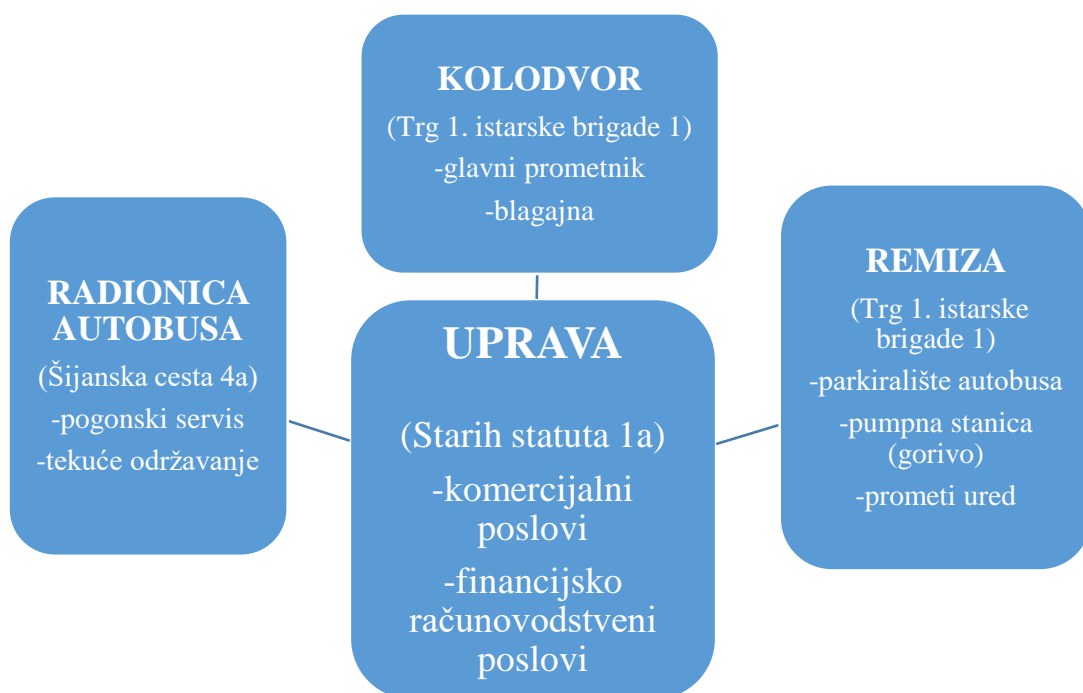 KOLODVOR
(Trg 1. istarske brigade 1)
-glavni prometnik
-blagajna
RADIONICA
AUTOBUSA
(Šijanska cesta 4a)
-pogonski servis
-tekuće održavanje
UPRAVA
(Starih statuta 1a)
-komercijalni
poslovi
-financijsko
računovodstveni
poslovi
REMIZA
(Trg 1. istarske
brigade 1)
-parkiralište autobusa
-pumpna stanica
(gorivo)
-prometi ured